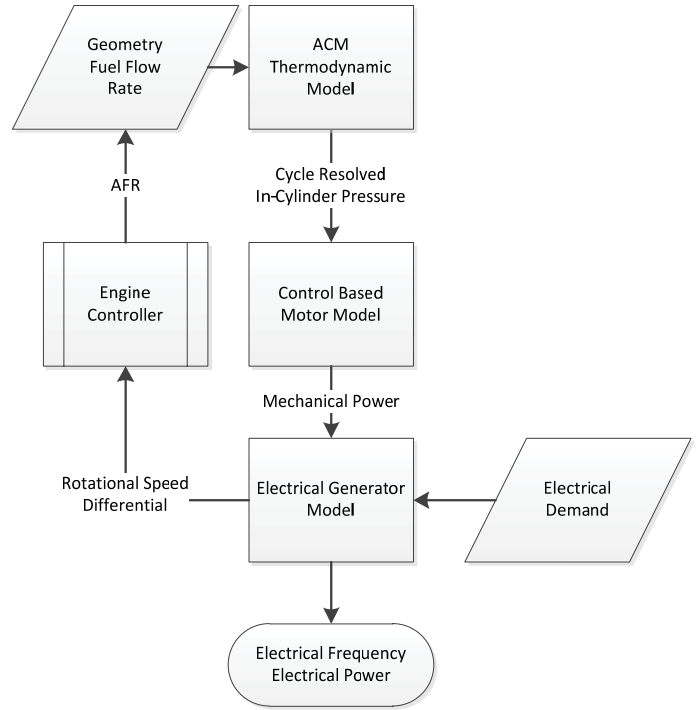 Geometry
Fuel Flow
Rate
ACM
Thermodynamic
Model
Cycle Resolved
In-Cylinder Pressure
AFR
Engine
Controller
Control Based
Motor Model
Mechanical Power
Rotational Speed
Differential
Electrical Generator
Model
Electrical
Demand
Electrical Frequency
Electrical Power